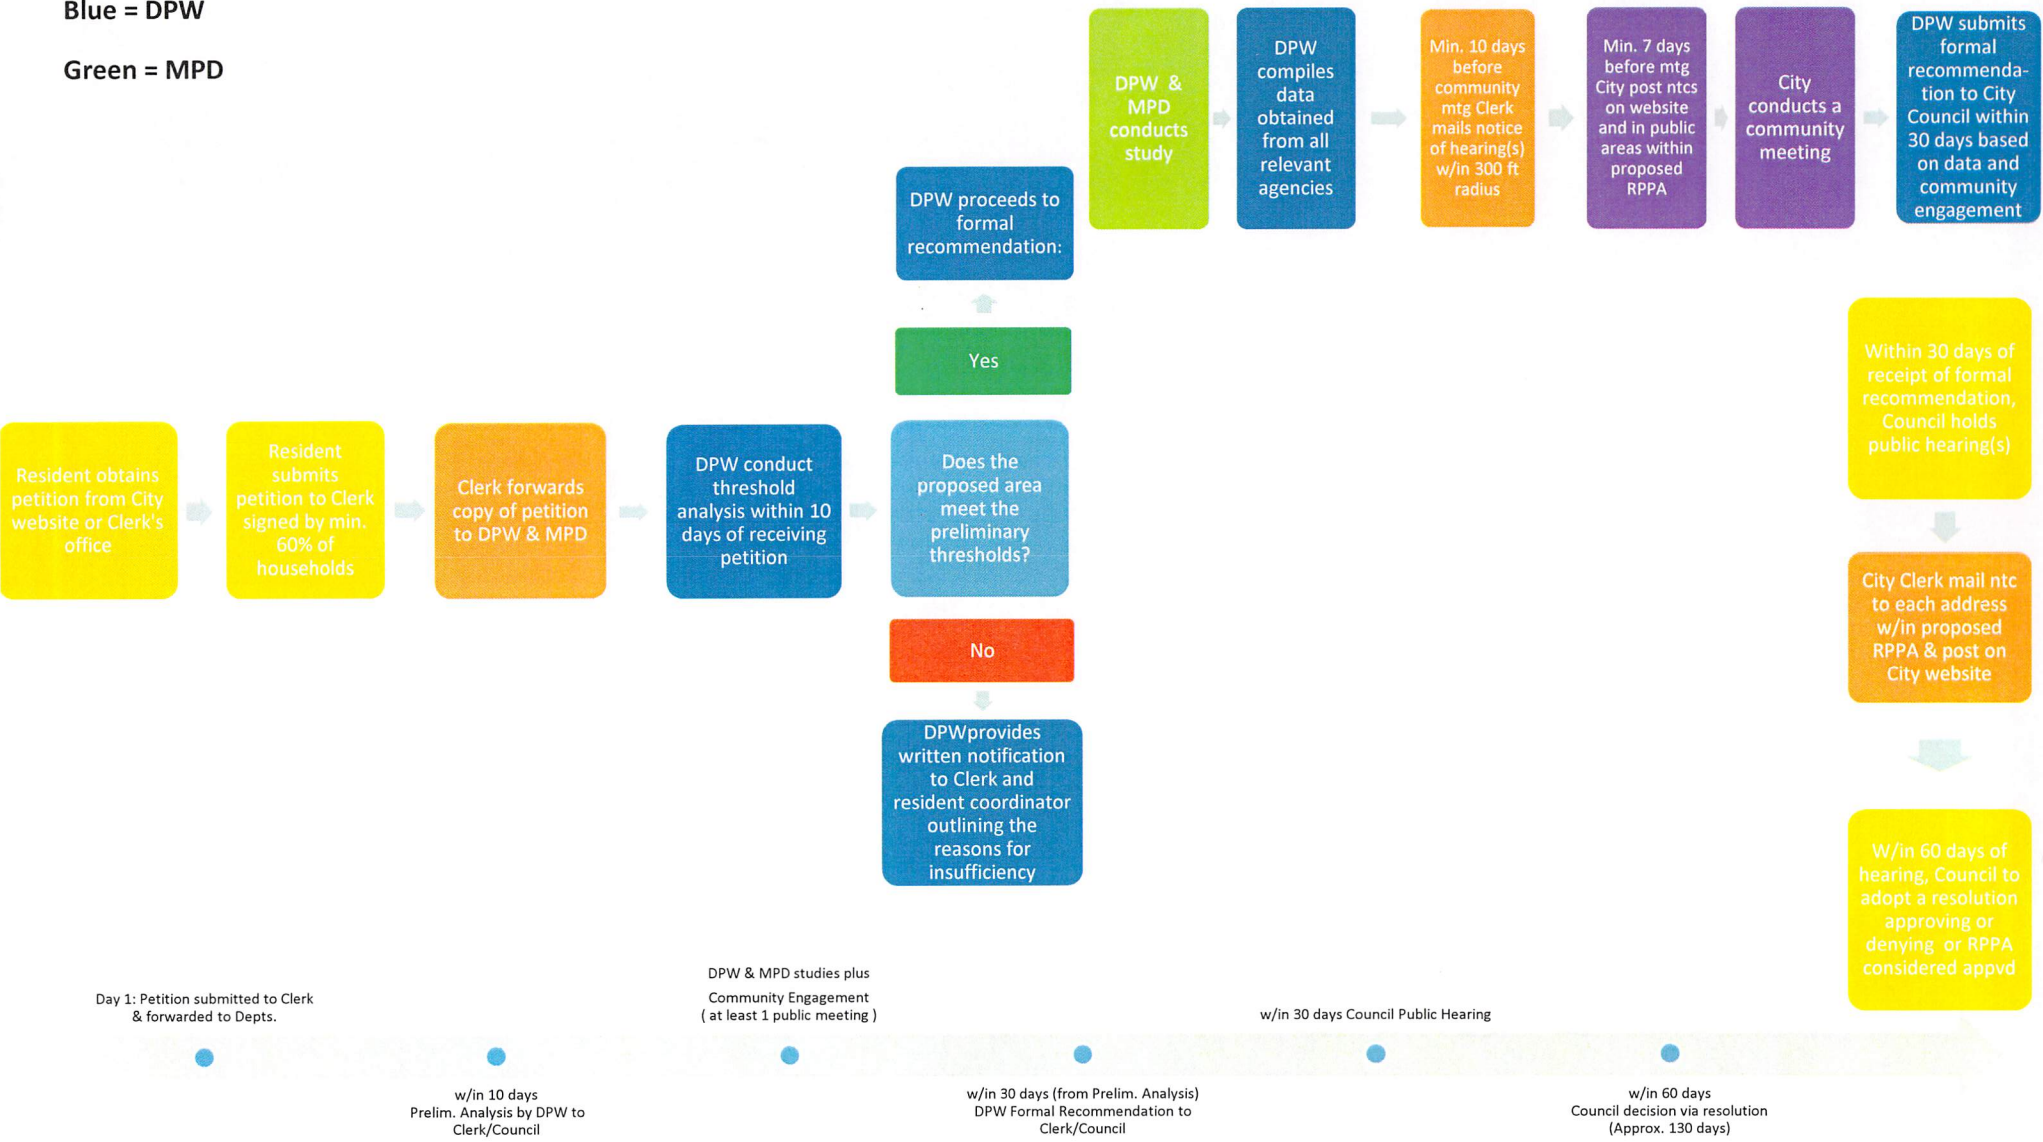 Blue = DPW
Green = MPD
DPW &
MPD
conducts
study
DPW
compiles
data
obtained
from all
relevant
agencies
Min. 10 days
before
community
mtg Clerk
mails notice
of hearing(s)
w/in 300 ft
radius
Min. 7 days
before mtg
City post ntcs
on website
and in public
areas within
proposed
RPPA
City
conducts a
community
meeting
DPW submits
formal
recommenda-
tion to City
Council within
30 days based
on data and
community
engagement
DPW proceeds to
formal
recommendation:
Yes
Resident obtains
petition from City
website or Clerk's
office
Resident
submits
petition to Clerk
signed by min.
60% of
households
Clerk forwards
copy of petition
to DPW & MPD
DPW conduct
threshold
analysis within 10
days of receiving
petition
Does the
proposed area
meet the
preliminary
thresholds?
No
DPWprovides
written notification
to Clerk and
resident coordinator
outlining the
reasons for
insufficiency
Within 30 days of
receipt of formal
recommendation,
Council holds
public hearing(s)
City Clerk mail ntc
to each address
w/in proposed
RPPA & post on
City website
W/in 60 days of
hearing, Council to
adopt a resolution
approving or
denying or RPPA
considered appvd
Day 1: Petition submitted to Clerk
& forwarded to Depts.
w/in 10 days
Prelim. Analysis by DPW to
Clerk/Council
DPW & MPD studies plus
Community Engagement
( at least 1 public meeting )
w/in 30 days (from Prelim. Analysis)
DPW Formal Recommendation to
Clerk/Council
w/in 30 days Council Public Hearing
w/in 60 days
Council decision via resolution
(Approx. 130 days)